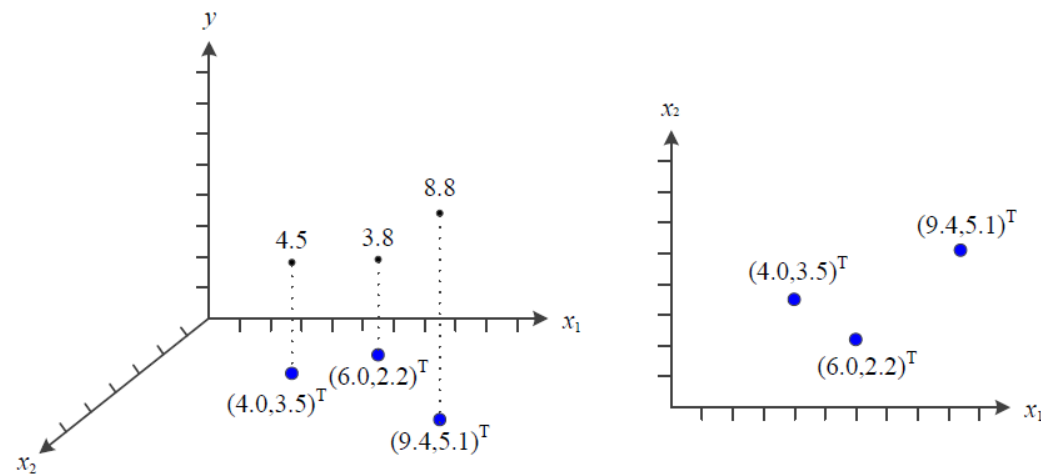 y
8.8
4.5
3.8
x₁
(4.0,3.5)ᵀ
(6.0,2.2)ᵀ
(9.4,5.1)ᵀ
x₂
x₂
(9.4,5.1)ᵀ
(4.0,3.5)ᵀ
(6.0,2.2)ᵀ
x₁